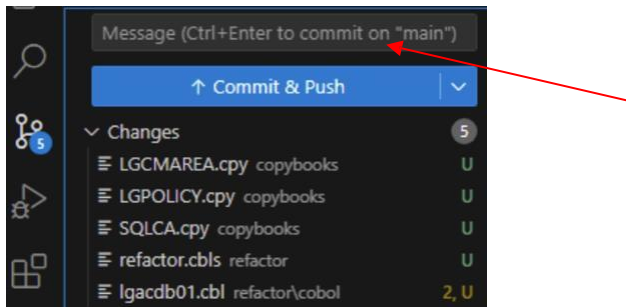 Message (Ctrl+Enter to commit on "main")
↑ Commit & Push
Changes 5
5
LGCMAREA.cpy copybooks U
LGPOLICY.cpy copybooks U
SQLCA.cpy copybooks U
refactor.cbls refactor U
lgacdb01.cbl refactor\cobol 2, U